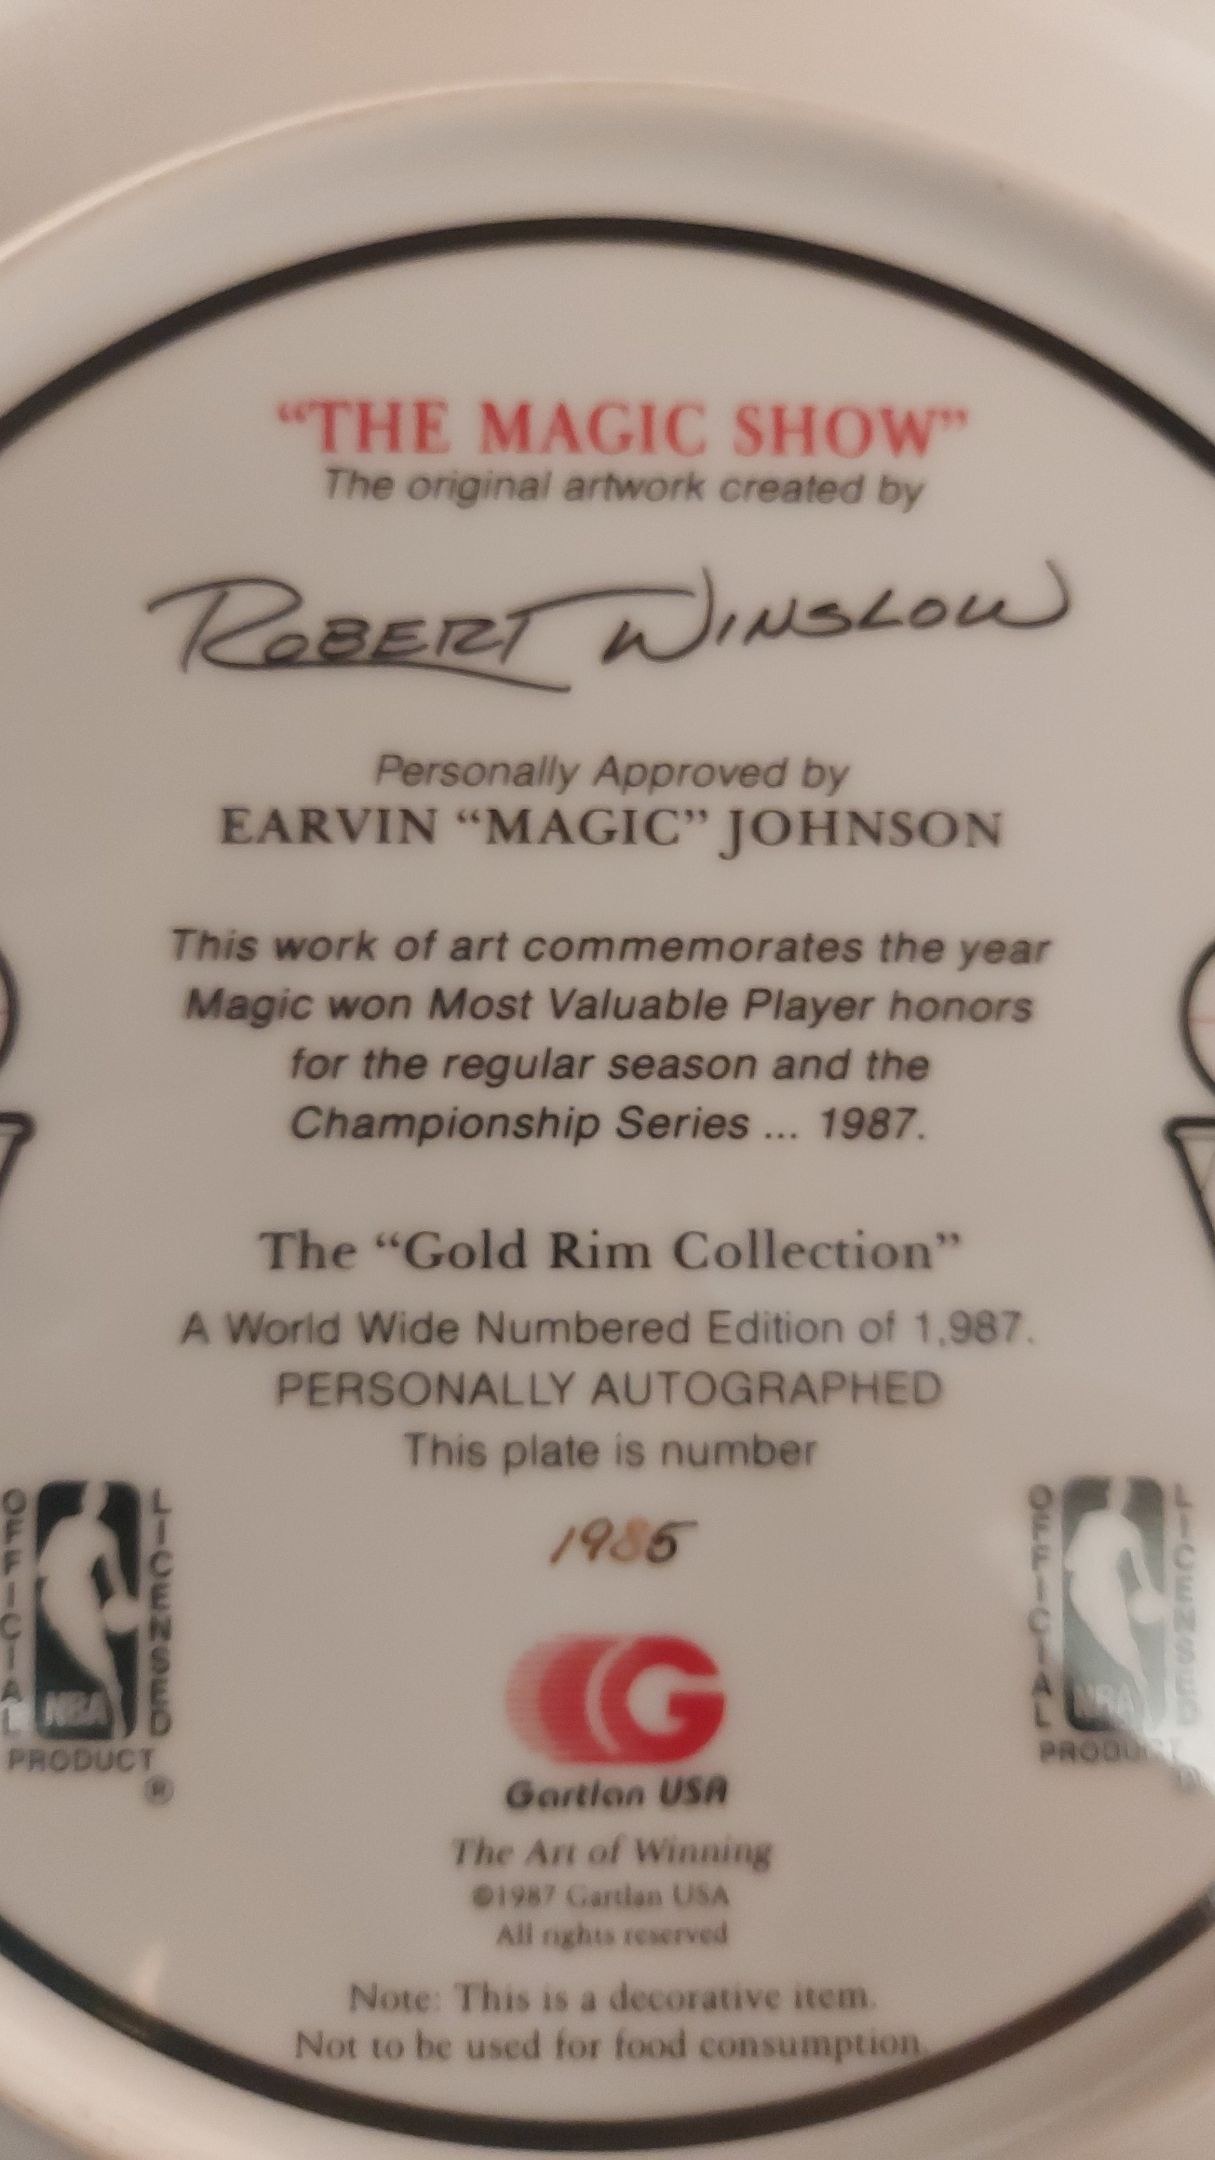 “THE MAGIC SHOW”
The original artwork created by
ROBERT WINSLOW
Personally Approved by
EARVIN “MAGIC” JOHNSON
This work of art commemorates the year
Magic won Most Valuable Player honors
for the regular season and the
Championship Series ... 1987.
The “Gold Rim Collection”
A World Wide Numbered Edition of 1,987.
PERSONALLY AUTOGRAPHED
This plate is number
1985
OFFICIAL
NBA
LICENSED
PRODUCT
®
OFFICIAL
NBA
LICENSED
PRODUCT
®
G
Gartlan USA
The Art of Winning
©1987 Gartlan USA
All rights reserved
Note: This is a decorative item.
Not to be used for food consumption.